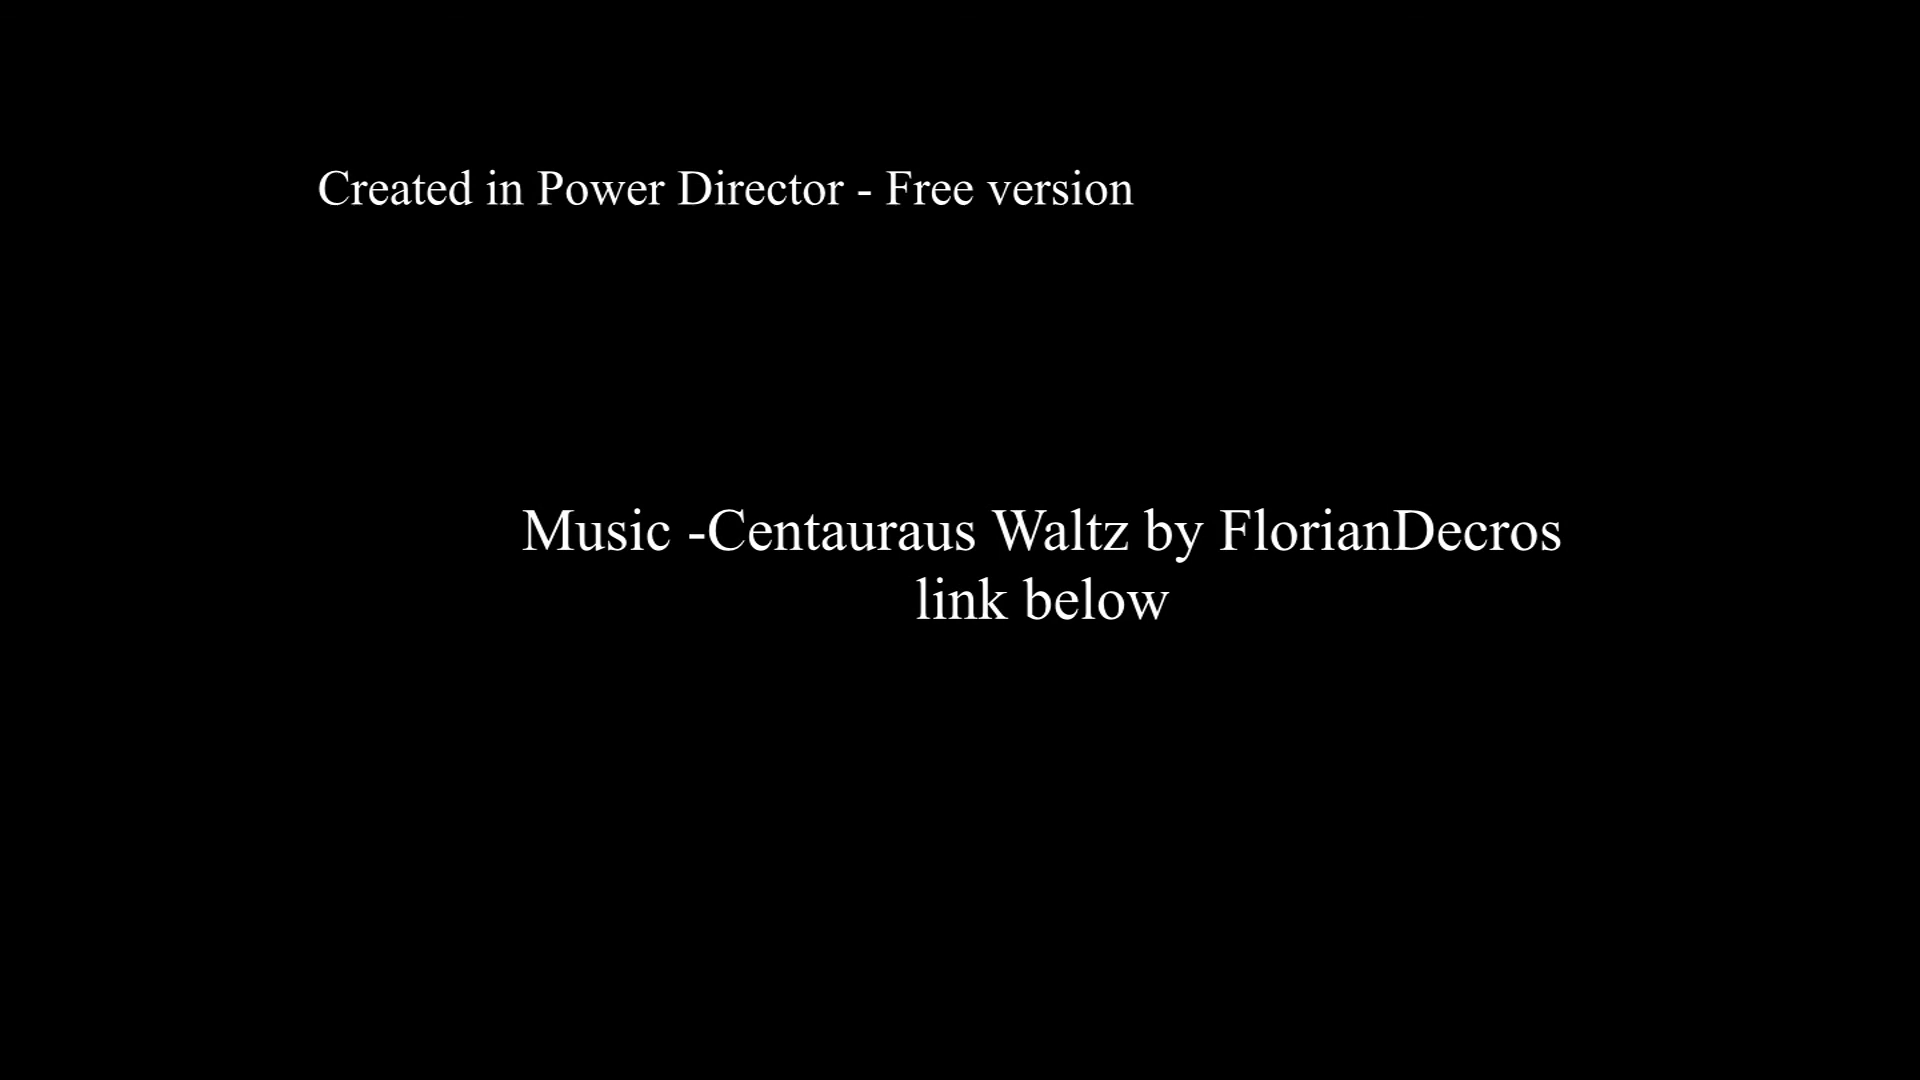 Created in Power Director - Free version
Music -Centauraus Waltz by FlorianDecros
link below